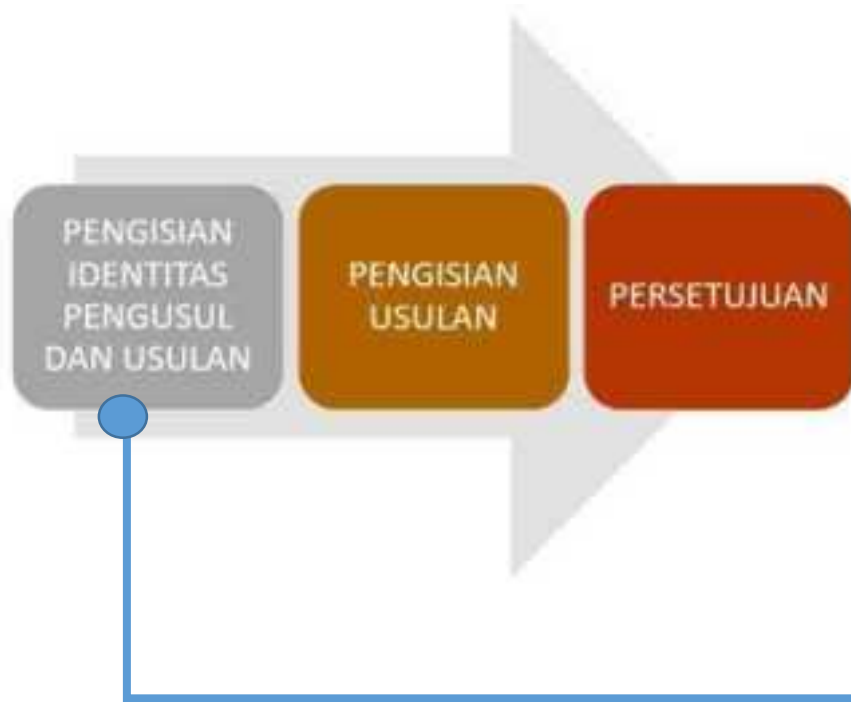 PENGISIAN
IDENTITAS
PENGUSUL
DAN USULAN
PENGISIAN
USULAN
PERSETUJUAN